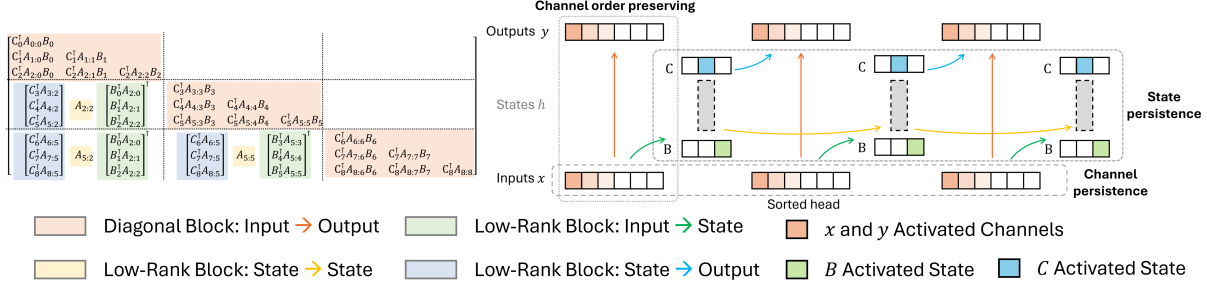 Channel order preserving
Outputs y
C₀ᵀA₀:₀B₀
C₁ᵀA₁:₀B₀ C₁ᵀA₁:₁B₁
C₂ᵀA₂:₀B₀ C₂ᵀA₂:₁B₁ C₂ᵀA₂:₂B₂
C₃ᵀA₃:₂ B₀ᵀA₂:₀ ᵀ C₃ᵀA₃:₃B₃
C₄ᵀA₄:₂ A₂:₂ B₁ᵀA₂:₁ C₄ᵀA₄:₃B₃ C₄ᵀA₄:₄B₄
C₅ᵀA₅:₂ B₂ᵀA₂:₂ C₅ᵀA₅:₃B₃ C₅ᵀA₅:₄B₄ C₅ᵀA₅:₅B₅
C₆ᵀA₆:₅ B₀ᵀA₂:₀ ᵀ C₆ᵀA₆:₅ B₃ᵀA₅:₃ ᵀ C₆ᵀA₆:₆B₆
C₇ᵀA₇:₅ A₅:₂ B₁ᵀA₂:₁ C₇ᵀA₇:₅ A₅:₅ B₄ᵀA₅:₄ C₇ᵀA₇:₆B₆ C₇ᵀA₇:₇B₇
C₈ᵀA₈:₅ B₂ᵀA₂:₂ C₈ᵀA₈:₅ B₅ᵀA₅:₅ C₈ᵀA₈:₆B₆ C₈ᵀA₈:₇B₇ C₈ᵀA₈:₈
C C C
States h
State
persistence
B B B
Inputs x
Channel
persistence
Sorted head
Diagonal Block: Input → Output
Low-Rank Block: Input → State
x and y Activated Channels
Low-Rank Block: State → State
Low-Rank Block: State → Output
B Activated State
C Activated State